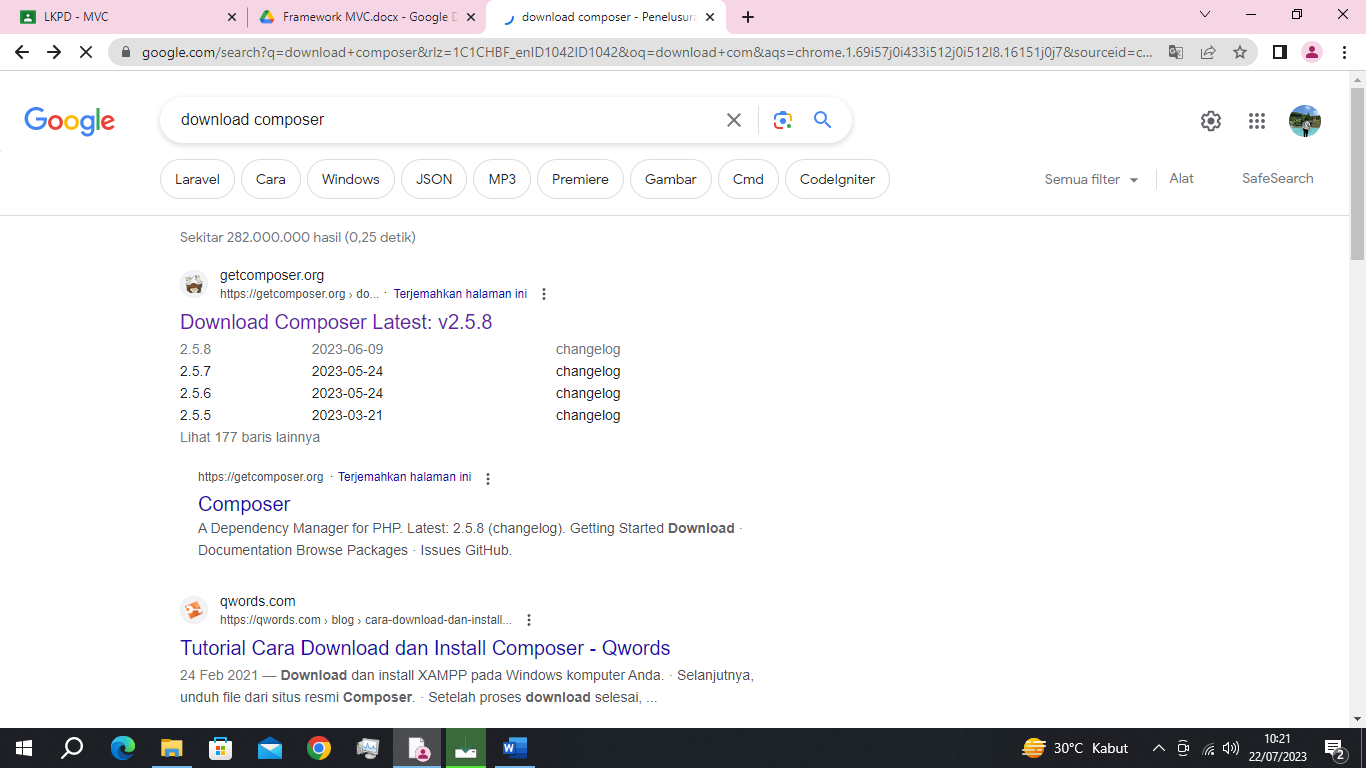 LKPD - MVC
Framework MVC.docx - Google D
download composer - Penelusura
google.com/search?q=download+composer&rlz=1C1CHBF_enID1042ID1042&oq=download+com&aqs=chrome.1.69i57j0i433i512j0i512l8.16151j0j7&sourceid=c...
Google
download composer
Laravel Cara Windows JSON MP3 Premiere Gambar Cmd CodeIgniter
Semua filter Alat SafeSearch
Sekitar 282.000.000 hasil (0,25 detik)
getcomposer.org
https://getcomposer.org › do... · Terjemahkan halaman ini
Download Composer Latest: v2.5.8
2.5.8 2023-06-09 changelog
2.5.7 2023-05-24 changelog
2.5.6 2023-05-24 changelog
2.5.5 2023-03-21 changelog
Lihat 177 baris lainnya
https://getcomposer.org · Terjemahkan halaman ini
Composer
A Dependency Manager for PHP. Latest: 2.5.8 (changelog). Getting Started Download ·
Documentation Browse Packages · Issues GitHub.
qwords.com
https://qwords.com › blog › cara-download-dan-install...
Tutorial Cara Download dan Install Composer - Qwords
24 Feb 2021 — Download dan install XAMPP pada Windows komputer Anda. · Selanjutnya,
unduh file dari situs resmi Composer. · Setelah proses download selesai, ...
30°C Kabut
10:21
22/07/2023
2